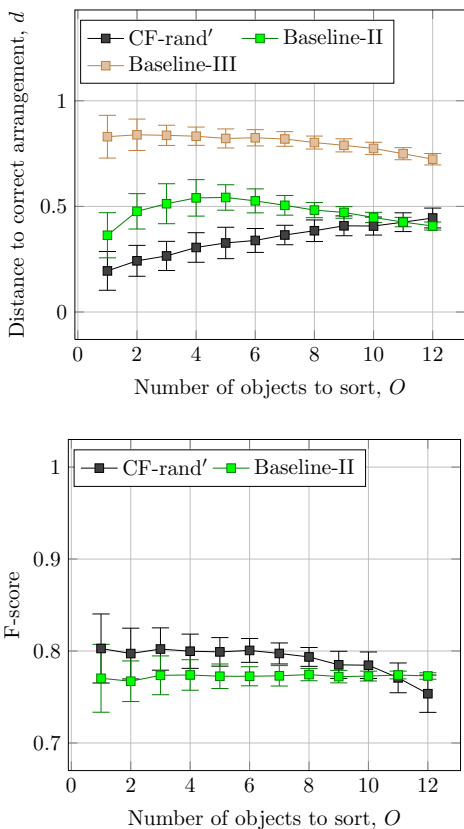 CF-rand′ Baseline-II
Baseline-III
Distance to correct arrangement, d
1
0.5
0
0 2 4 6 8 10 12
Number of objects to sort, O
CF-rand′ Baseline-II
F-score
1
0.9
0.8
0.7
0 2 4 6 8 10 12
Number of objects to sort, O